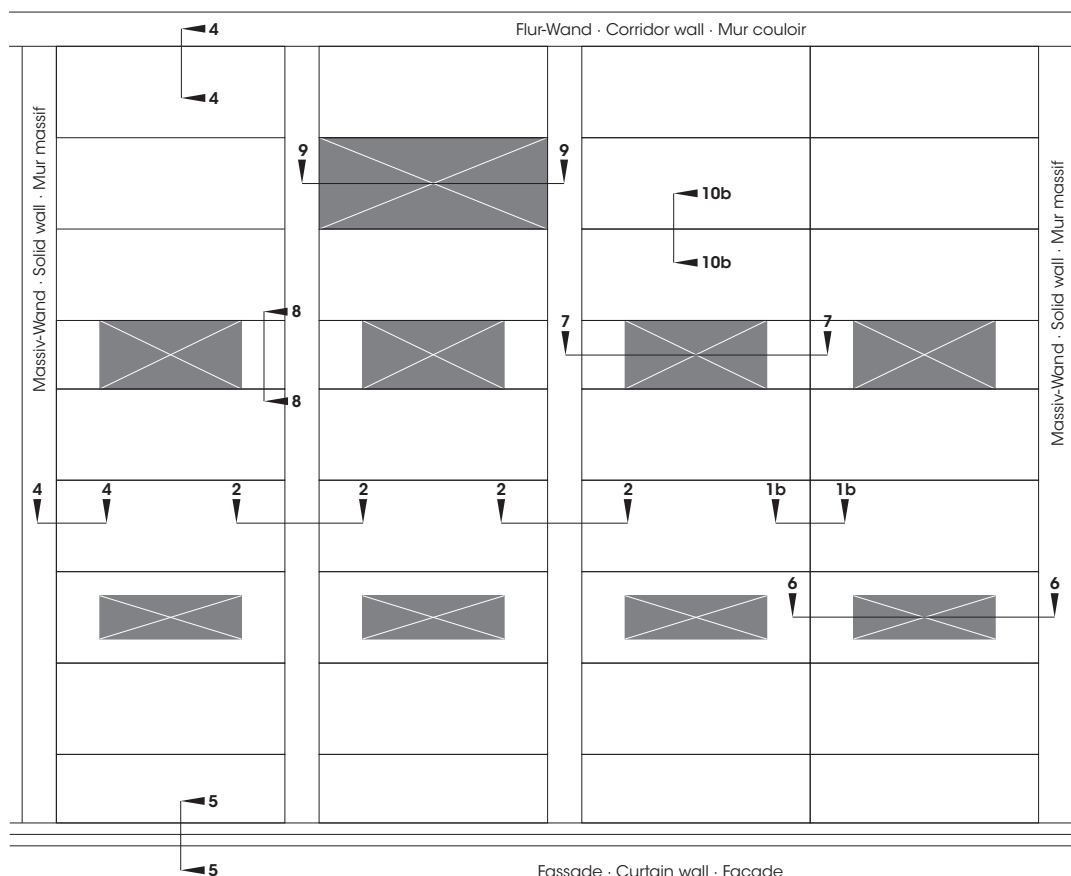 4
Flur-Wand · Corridor wall · Mur couloir
4
Massiv-Wand · Solid wall · Mur massif
9 9
Massiv-Wand · Solid wall · Mur massif
10b
10b
8
7 7
8
4 4 2 2 2 2 1b 1b
6 6
5
5
Fassade · Curtain wall · Façade